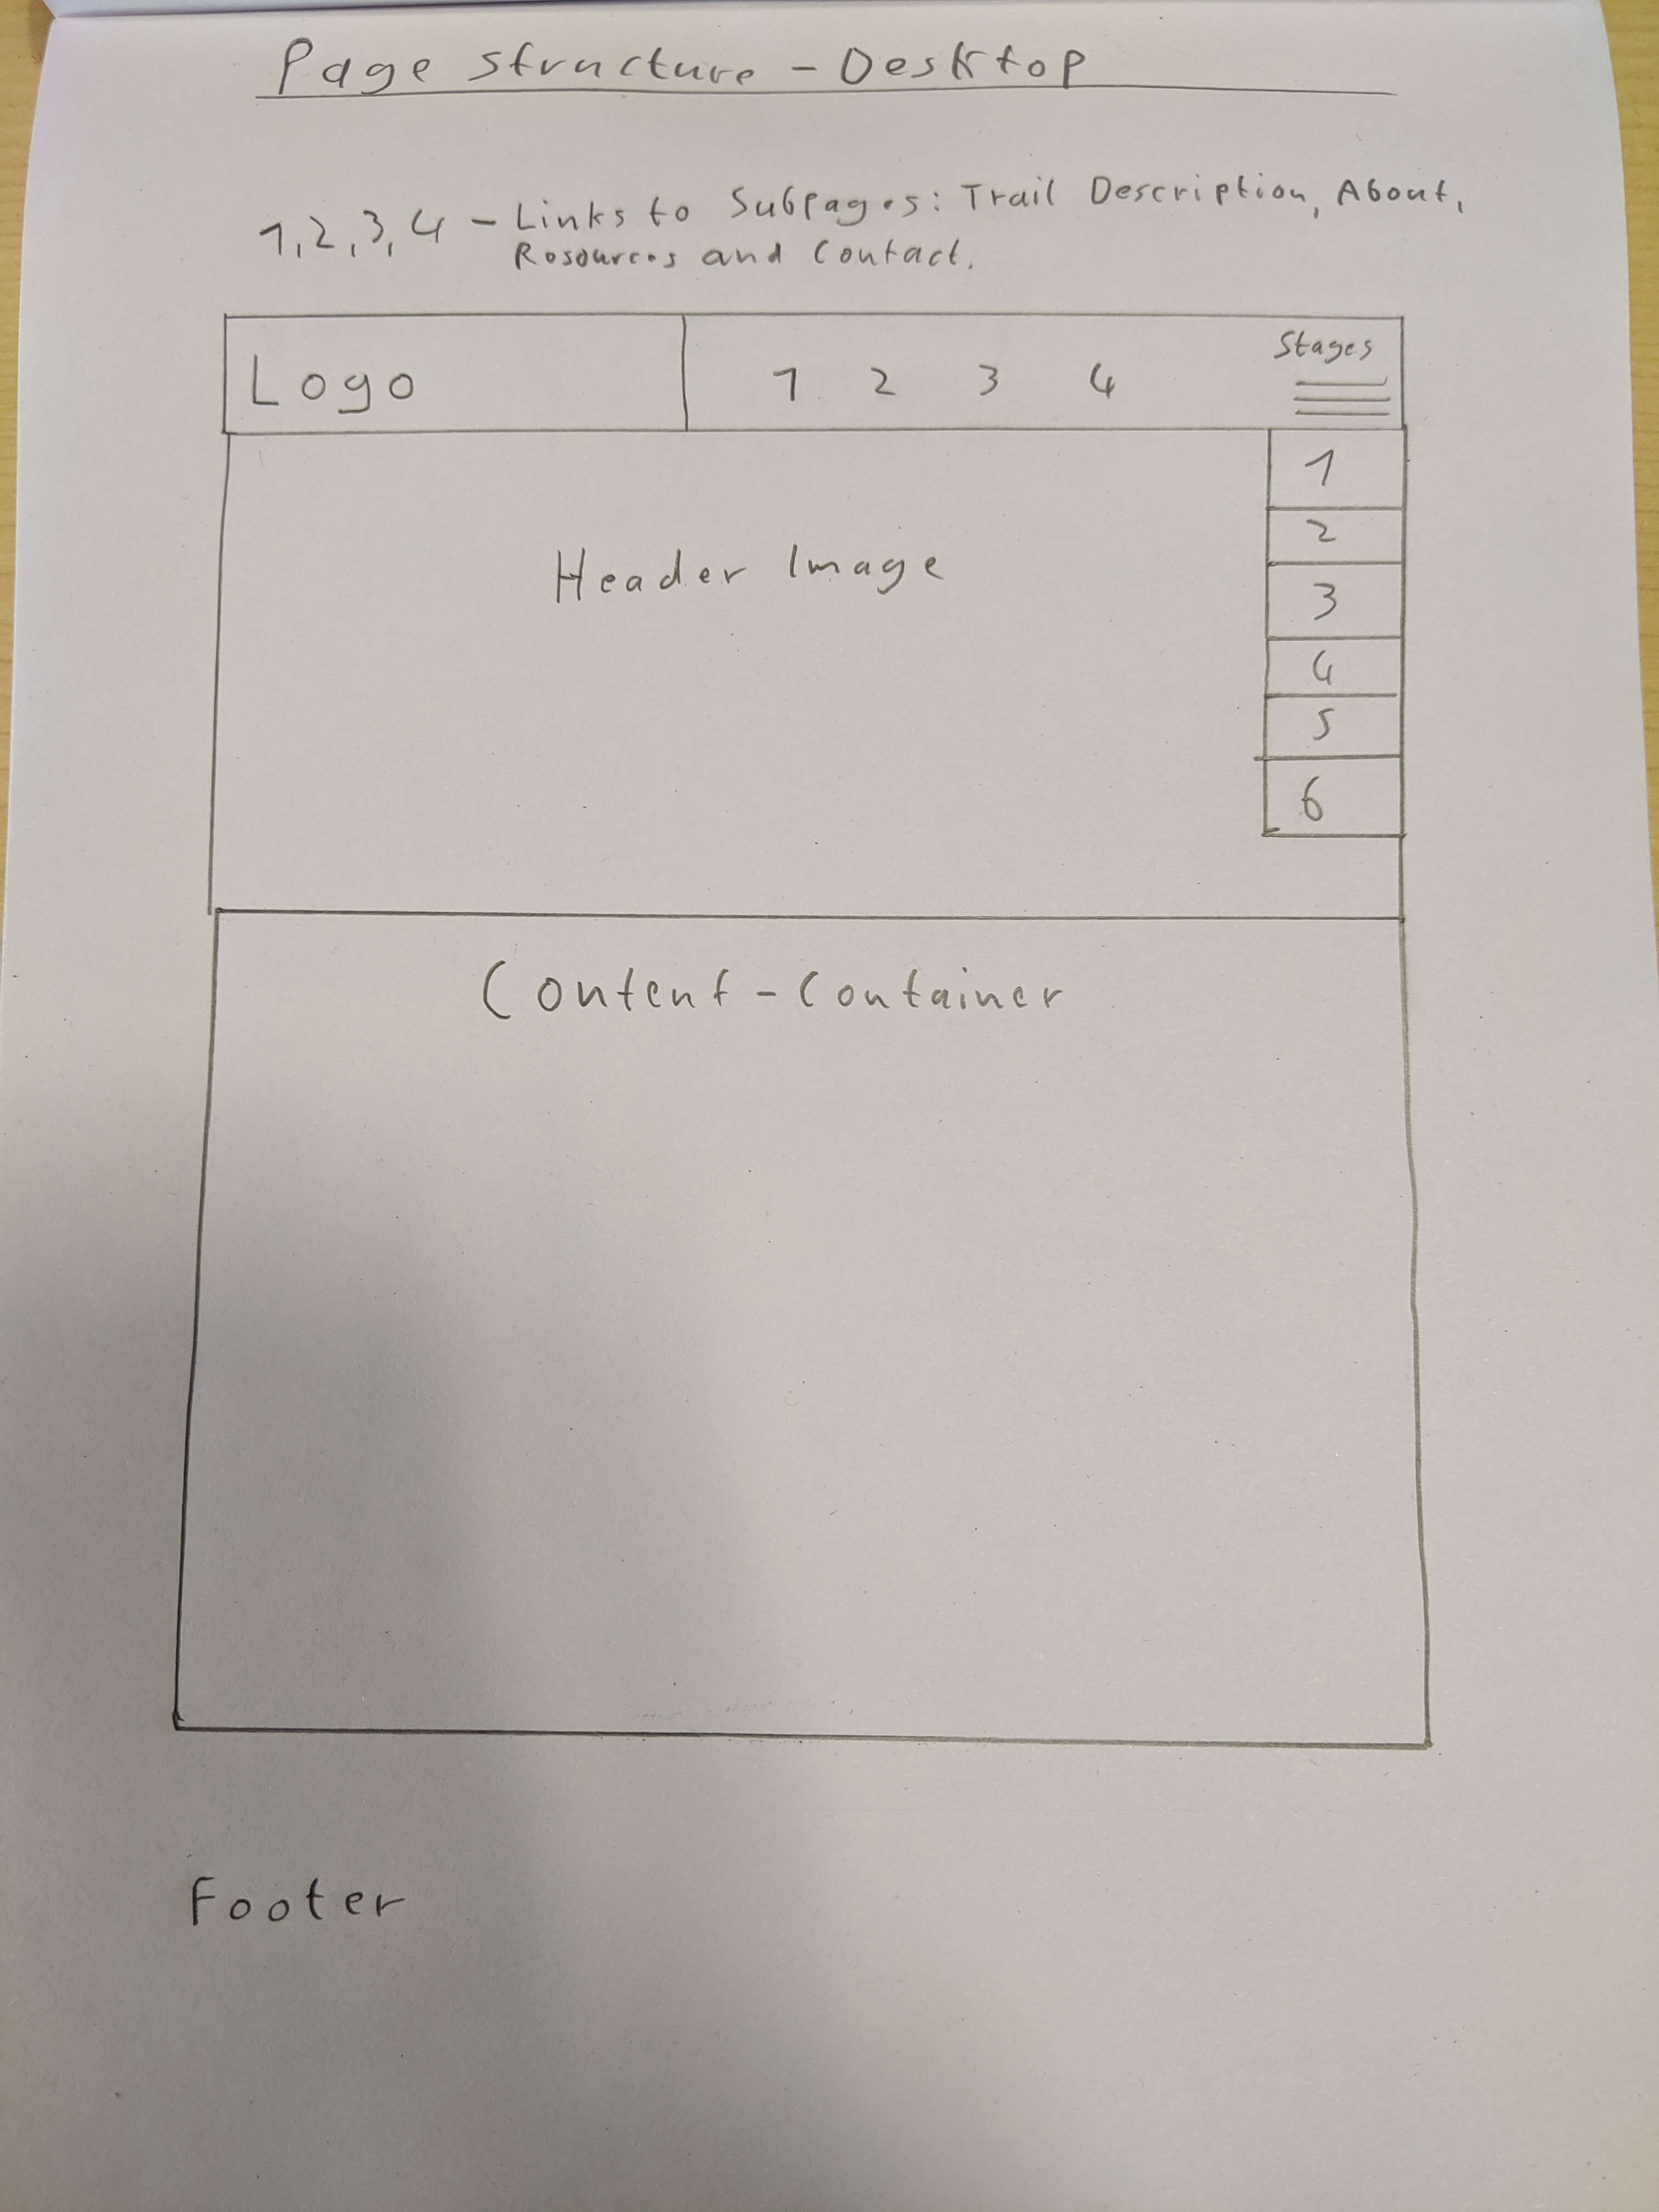 Page structure - Desktop
1, 2, 3, 4 - Links to Subpages: Trail Description, About,
Resources and Contact.
Logo
1 2 3 4
Stages
1
2
3
4
5
6
Header Image
Content-Container
Footer